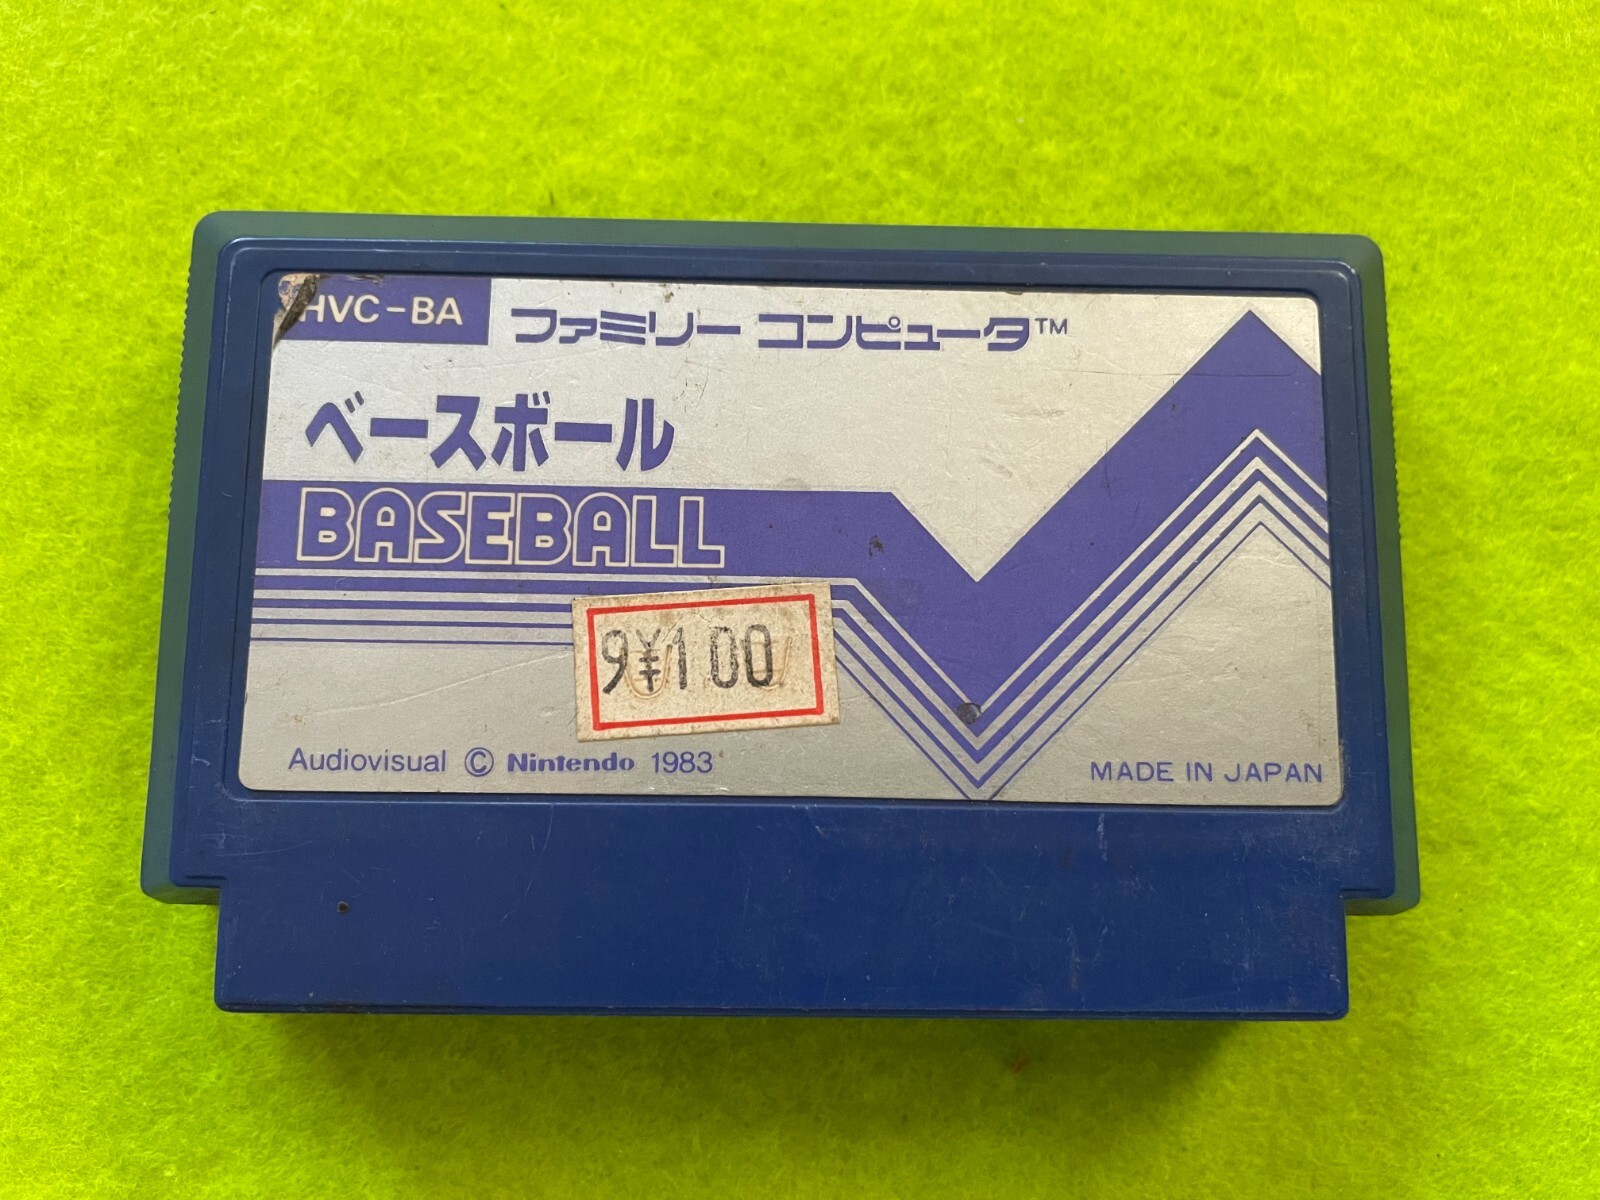 HVC-BA
ファミリー コンピュータ™
ベースボール
BASEBALL
9¥100
Audiovisual © Nintendo 1983
MADE IN JAPAN